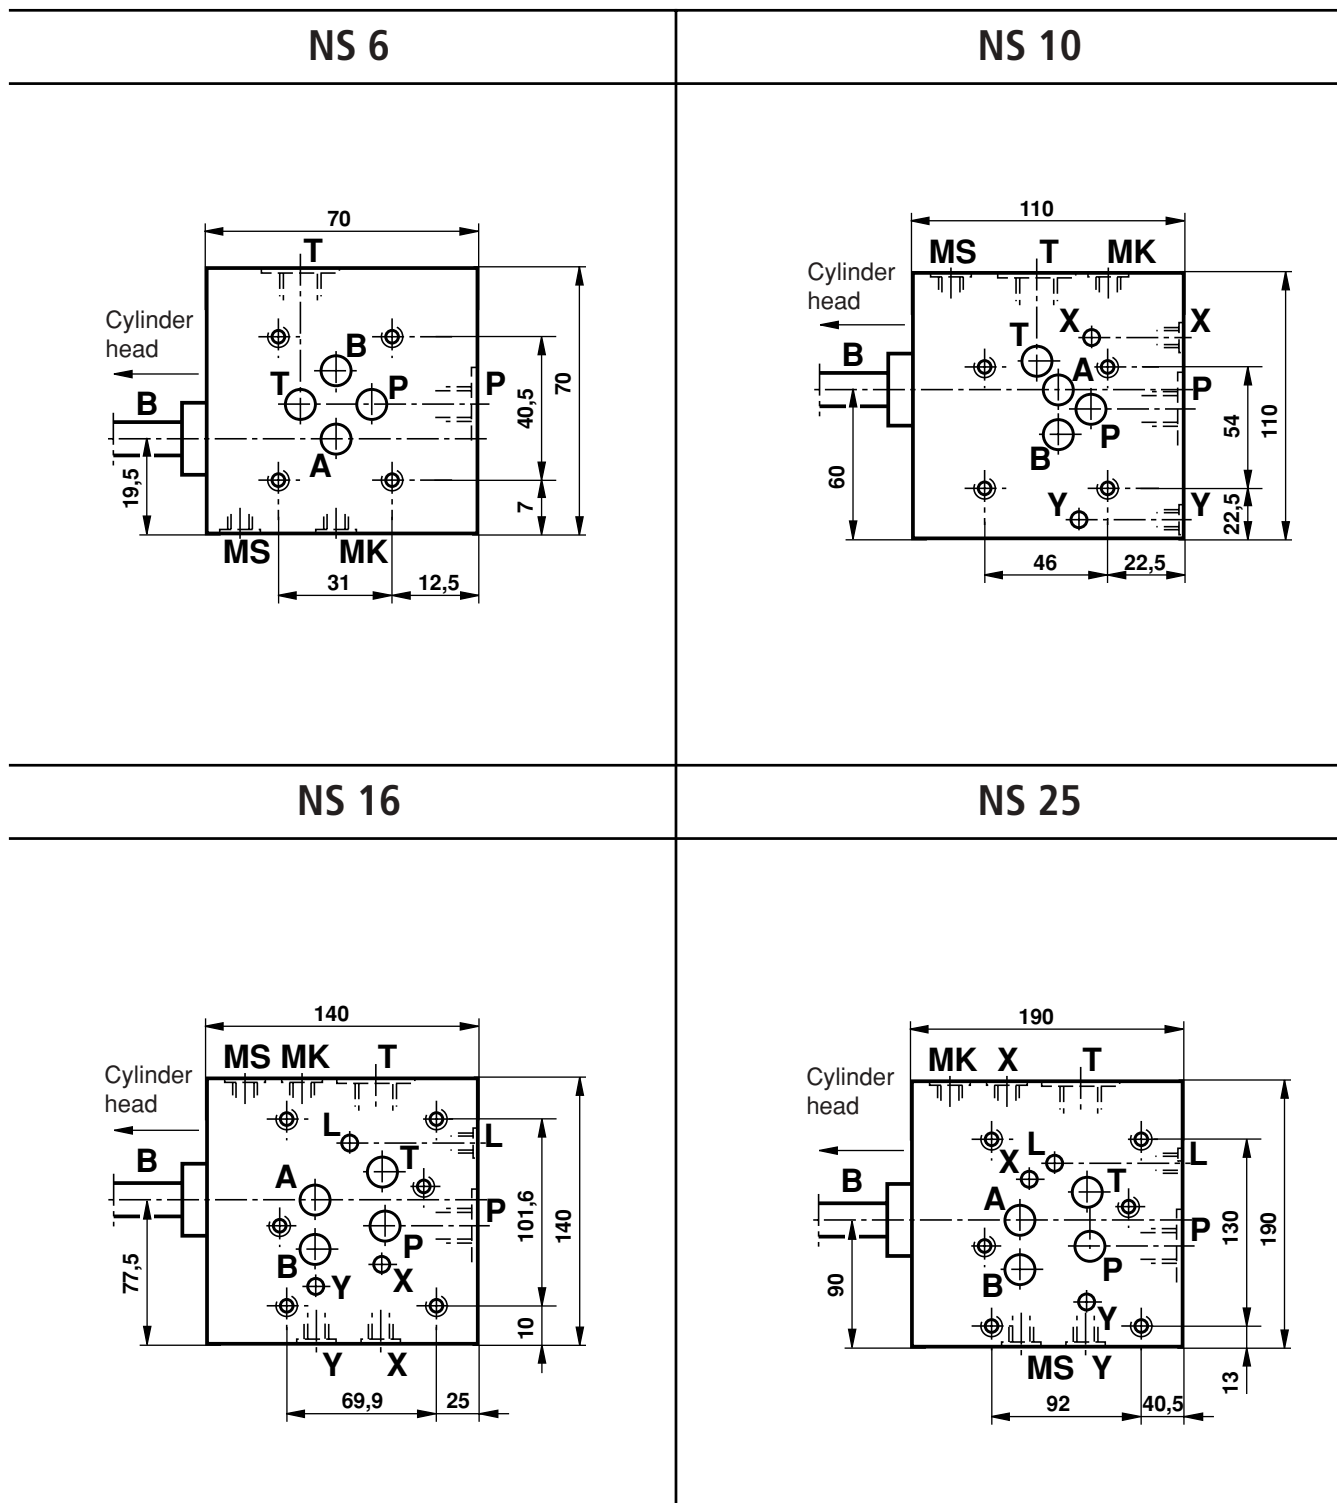 NS 6
NS 10
70
T
Cylinder
head
B
B
T
P
P
A
40,5
70
19,5
7
MS
MK
31
12,5
110
MS
T
MK
Cylinder
head
X
X
T
B
A
P
P
B
54
110
60
Y
Y
22,5
46
22,5
NS 16
NS 25
140
MS
MK
T
Cylinder
head
L
L
B
T
A
P
101,6
140
P
B
77,5
Y
X
10
Y
X
69,9
25
190
MK
X
T
Cylinder
head
L
L
X
B
T
A
P
130
190
P
B
90
Y
MS
Y
13
92
40,5